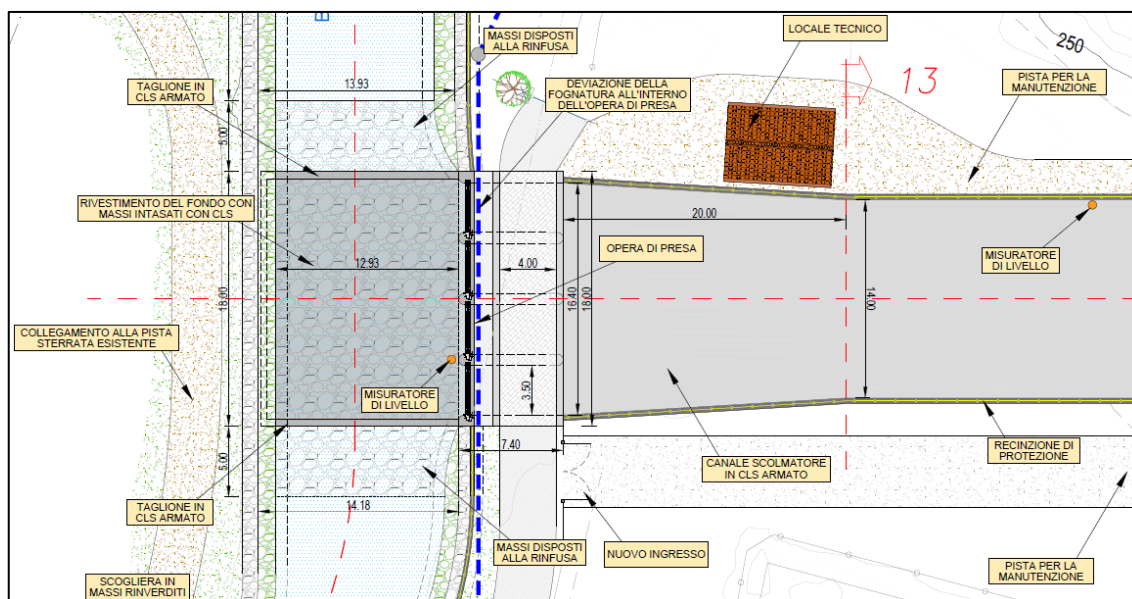 MASSI DISPOSTI
ALLA RINFUSA
LOCALE TECNICO
250
TAGLIONE IN
CLS ARMATO
13.93
DEVIAZIONE DELLA
FOGNATURA ALL'INTERNO
DELL'OPERA DI PRESA
13
PISTA PER LA
MANUTENZIONE
5.00
RIVESTIMENTO DEL FONDO CON
MASSI INTASATI CON CLS
20.00
OPERA DI PRESA
MISURATORE
DI LIVELLO
12.93
4.00
18.00
16.40
18.00
14.00
COLLEGAMENTO ALLA PISTA
STERRATA ESISTENTE
MISURATORE
DI LIVELLO
3.50
RECINZIONE DI
PROTEZIONE
7.40
CANALE SCOLMATORE
IN CLS ARMATO
5.00
TAGLIONE IN
CLS ARMATO
14.18
MASSI DISPOSTI
ALLA RINFUSA
NUOVO INGRESSO
PISTA PER LA
MANUTENZIONE
SCOGLIERA IN
MASSI RINVERDITI